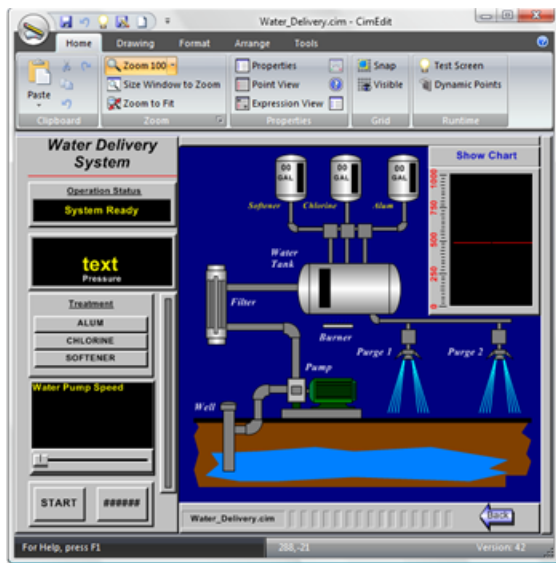 Water_Delivery.cim - CimEdit
Home Drawing Format Arrange Tools
Paste
Clipboard
Zoom 100
Size Window to Zoom
Zoom to Fit
Zoom
Properties
Point View
Expression View
Properties
Snap
Visible
Grid
Test Screen
Dynamic Points
Runtime
Water Delivery
System
Operation Status
System Ready
text
Pressure
Treatment
ALUM
CHLORINE
SOFTENER
Water Pump Speed
START
######
00
GAL
00
GAL
00
GAL
Softener Chlorine Alum
Water
Tank
Filter
Burner
Purge 1
Purge 2
Pump
Well
Show Chart
1000
750
500
250
0
Water_Delivery.cim
Back
For Help, press F1
288,-21
Version: 42